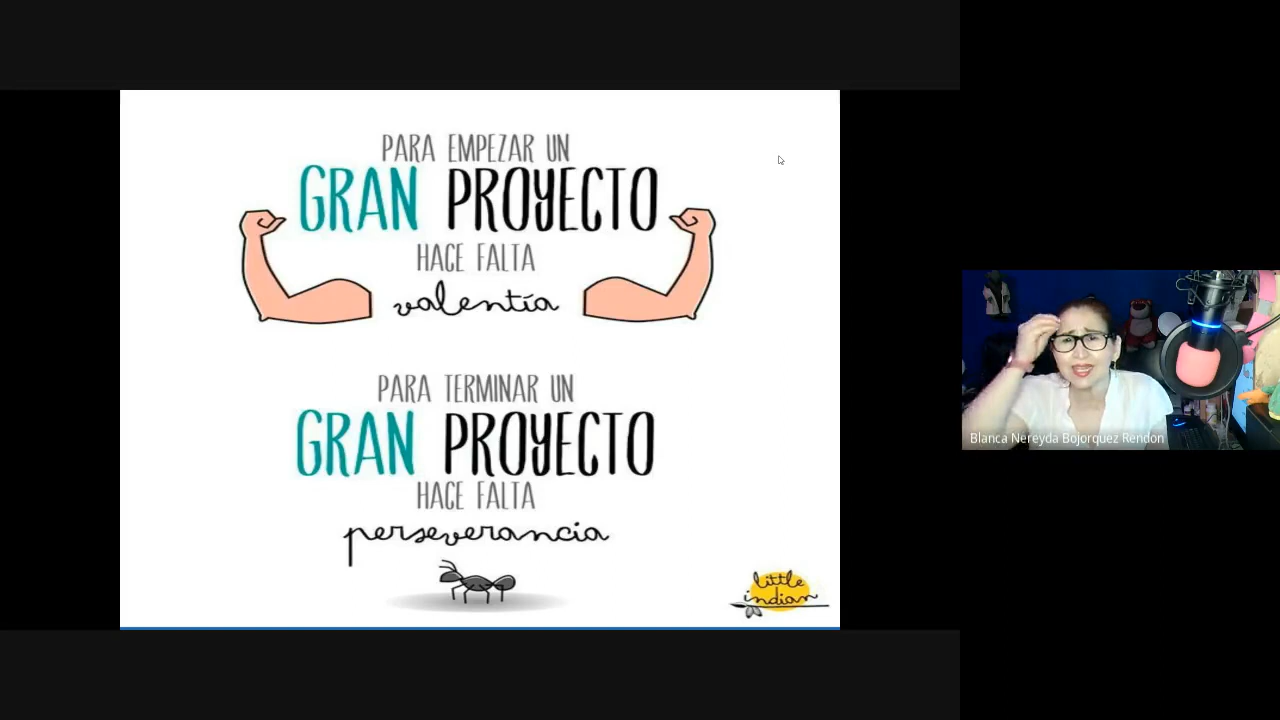 PARA EMPEZAR UN
GRAN PROYECTO
HACE FALTA
valentía
PARA TERMINAR UN
GRAN PROYECTO
HACE FALTA
perseverancia
little
indian
Blanca Nereyda Bojorquez Rendon